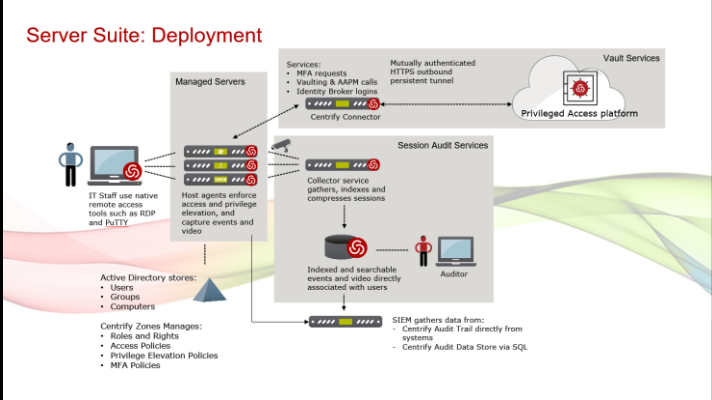 Server Suite: Deployment
Vault Services
Services:
• MFA requests
• Vaulting & AAPM calls
• Identity Broker logins
Centrify Connector
Mutually authenticated
HTTPS outbound
persistent tunnel
Privileged Access platform
Managed Servers
Session Audit Services
IT Staff use native
remote access
tools such as RDP
and PuTTY
Host agents enforce
access and privilege
elevation, and
capture events and
video
Collector service
gathers, indexes and
compresses sessions
Indexed and searchable
events and video directly
associated with users
Auditor
Active Directory stores:
• Users
• Groups
• Computers
Centrify Zones Manages:
• Roles and Rights
• Access Policies
• Privilege Elevation Policies
• MFA Policies
SIEM gathers data from:
- Centrify Audit Trail directly from
systems
- Centrify Audit Data Store via SQL